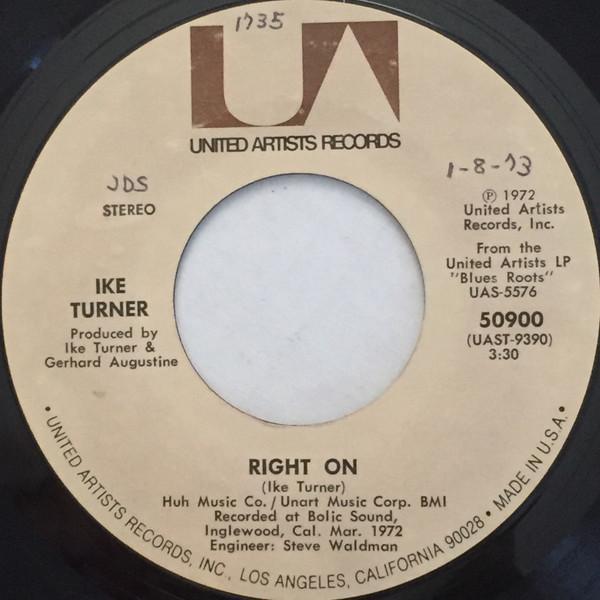 1735
UA
UNITED ARTISTS RECORDS
1-8-73
JDS
STEREO
℗ 1972
United Artists
Records, Inc.
From the
United Artists LP
"Blues Roots"
UAS-5576
IKE
TURNER
Produced by
Ike Turner &
Gerhard Augustine
50900
(UAST-9390)
3:30
RIGHT ON
(Ike Turner)
Huh Music Co./Unart Music Corp. BMI
Recorded at Bolic Sound,
Inglewood, Cal. Mar. 1972
Engineer: Steve Waldman
• UNITED ARTISTS RECORDS, INC., LOS ANGELES, CALIFORNIA 90028 • MADE IN U.S.A. •